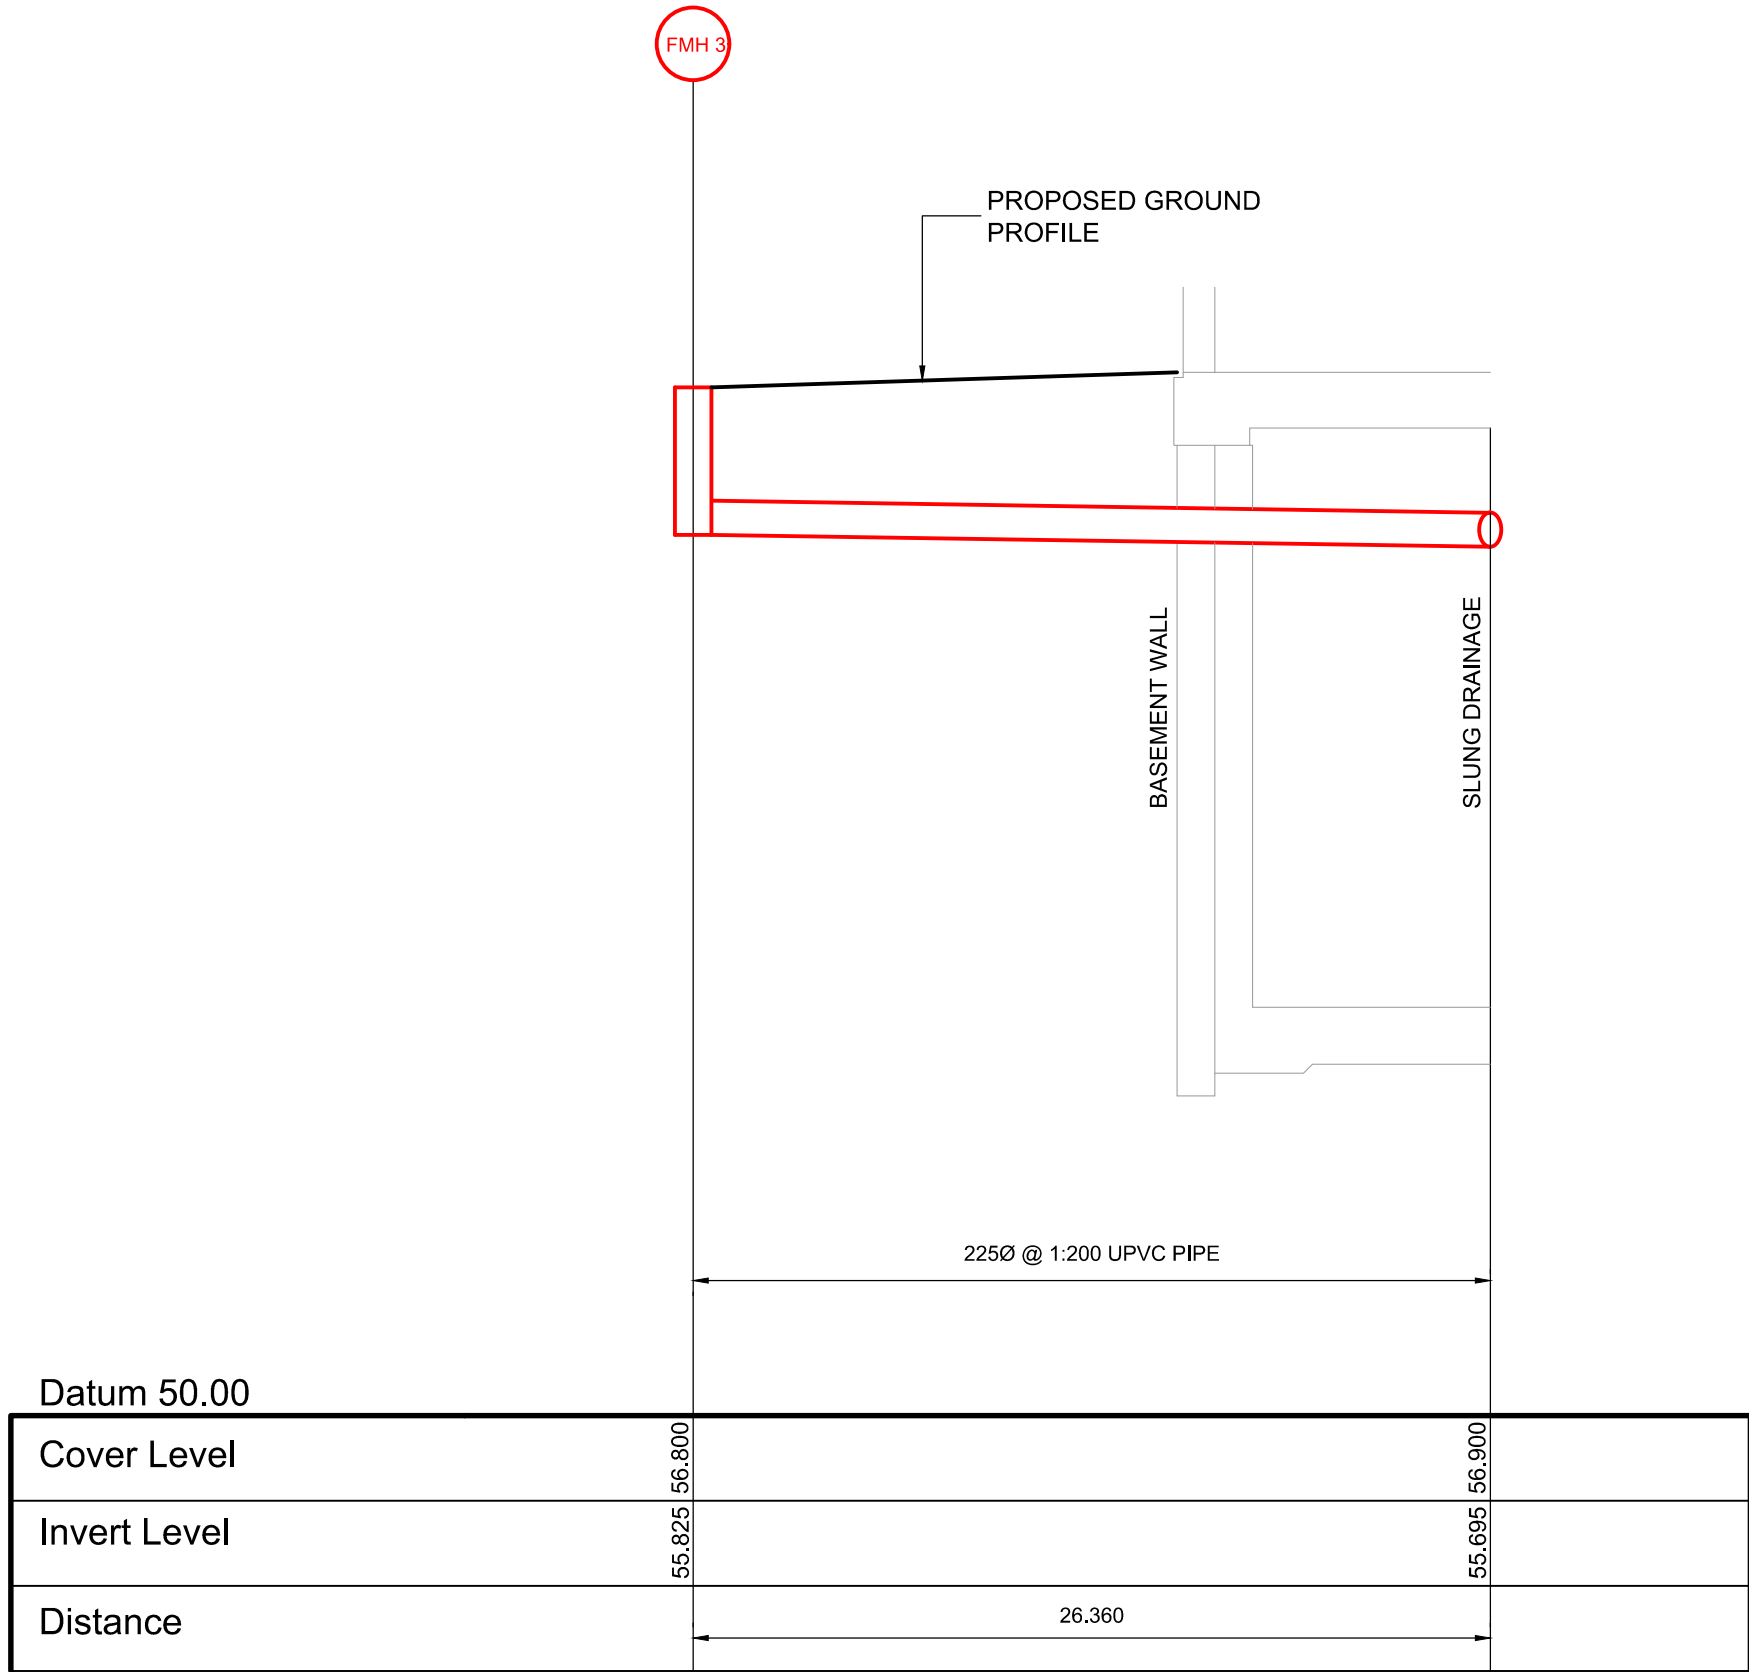 FMH 3
PROPOSED GROUND
PROFILE
BASEMENT WALL
SLUNG DRAINAGE
225Ø @ 1:200 UPVC PIPE
Datum 50.00
Cover Level
56.800
56.900
Invert Level
55.825
55.695
Distance
26.360